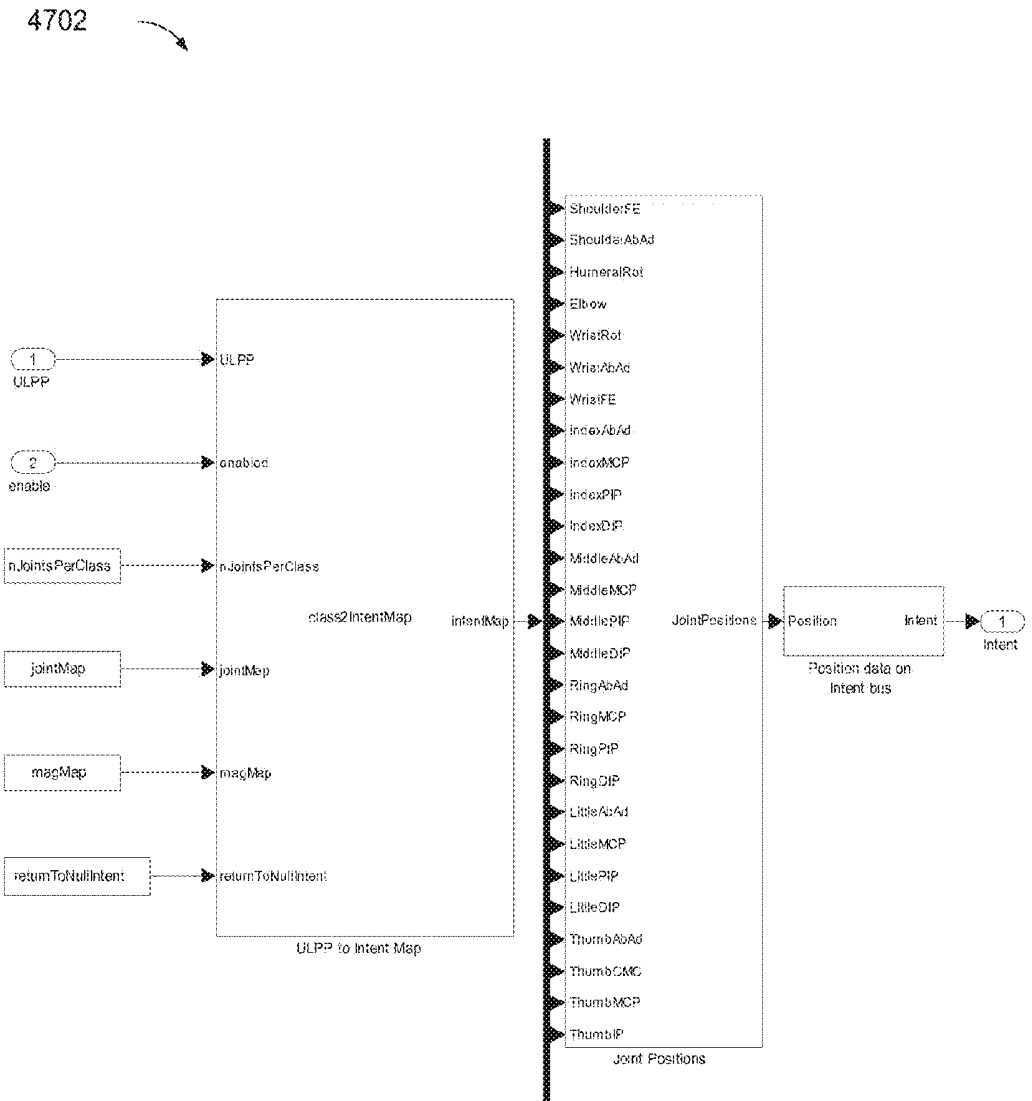 4702
1
ULPP
2
enable
nJointsPerClass
jointMap
magMap
returnToNullIntent
ULPP
enabled
nJointsPerClass
class2IntentMap
intentMap
jointMap
magMap
returnToNullIntent
ULPP to Intent Map
ShoulderFE
ShoulderAbAd
HumeralRot
Elbow
WristRot
WristAbAd
WristFE
IndexAbAd
IndexMCP
IndexPIP
IndexDIP
MiddleAbAd
MiddleMCP
MiddlePIP
MiddleDIP
RingAbAd
RingMCP
RingPIP
RingDIP
LittleAbAd
LittleMCP
LittlePIP
LittleDIP
ThumbAbAd
ThumbCMC
ThumbMCP
ThumbIP
JointPositions
Joint Positions
Position
Intent
Position data on
Intent bus
1
Intent